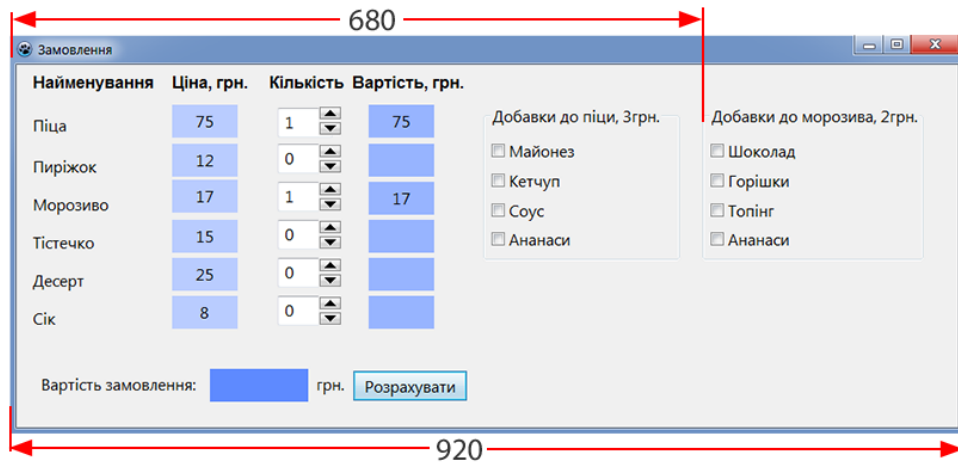 680
Замовлення
Найменування Ціна, грн. Кількість Вартість, грн.
Піца 75 1 75
Пиріжок 12 0
Морозиво 17 1 17
Тістечко 15 0
Десерт 25 0
Сік 8 0
Добавки до піци, 3грн.
Майонез
Кетчуп
Соус
Ананаси
Добавки до морозива, 2грн.
Шоколад
Горішки
Топінг
Ананаси
Вартість замовлення: грн. Розрахувати
920